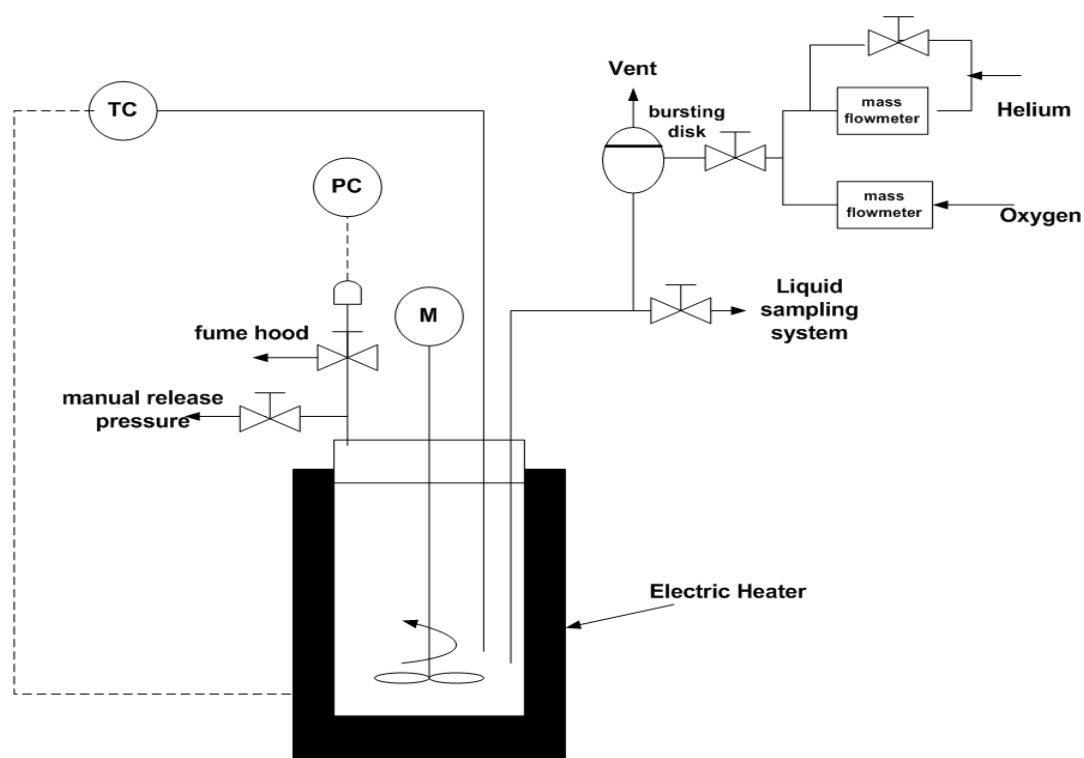 TC
PC
M
Vent
bursting
disk
mass
flowmeter
Helium
mass
flowmeter
Oxygen
Liquid
sampling
system
fume hood
manual release
pressure
Electric Heater